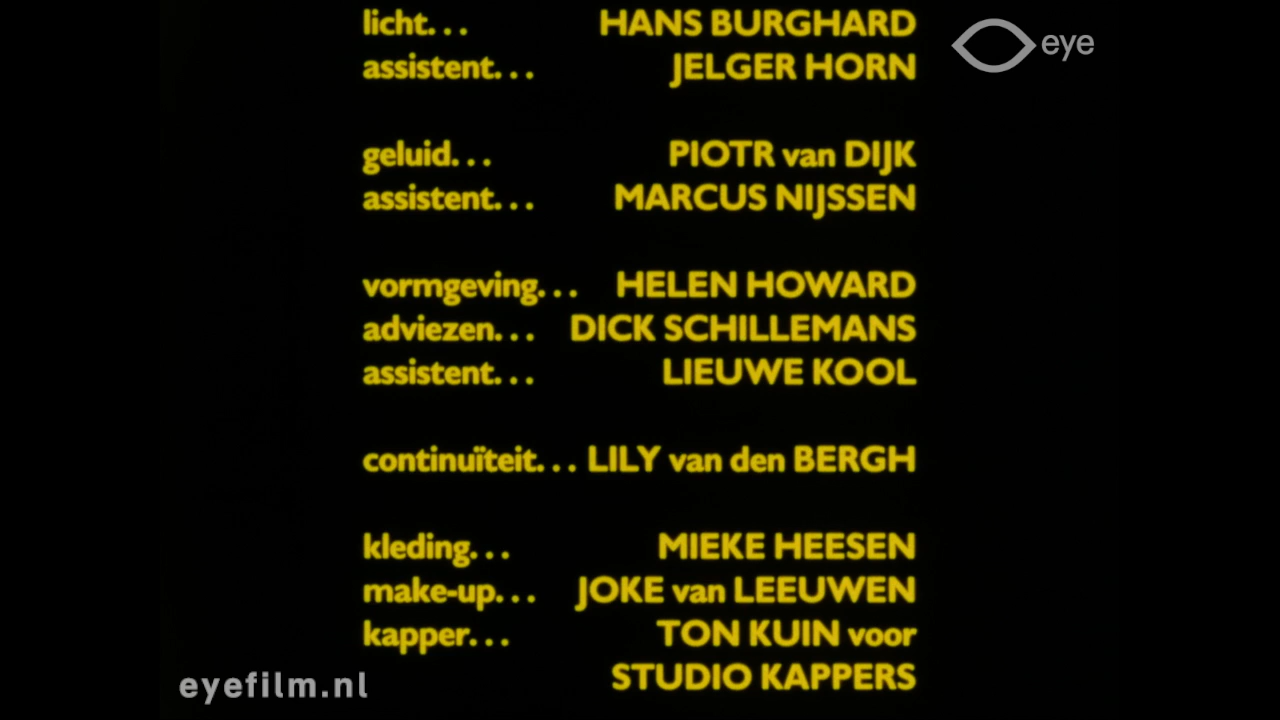 licht... HANS BURGHARD
eye
assistent... JELGER HORN
geluid... PIOTR van DIJK
assistent... MARCUS NIJSSEN
vormgeving... HELEN HOWARD
adviezen... DICK SCHILLEMANS
assistent... LIEUWE KOOL
continuïteit... LILY van den BERGH
kleding... MIEKE HEESEN
make-up... JOKE van LEEUWEN
kapper... TON KUIN voor
STUDIO KAPPERS
eyefilm.nl